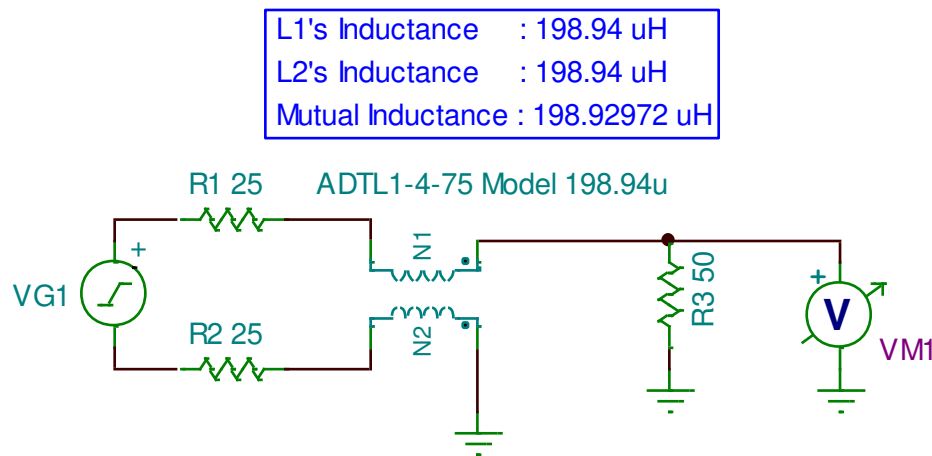 L1's Inductance : 198.94 uH
L2's Inductance : 198.94 uH
Mutual Inductance : 198.92972 uH
R1 25
ADTL1-4-75 Model 198.94u
N1
+
VG1
R2 25
N2
R3 50
+
V
VM1